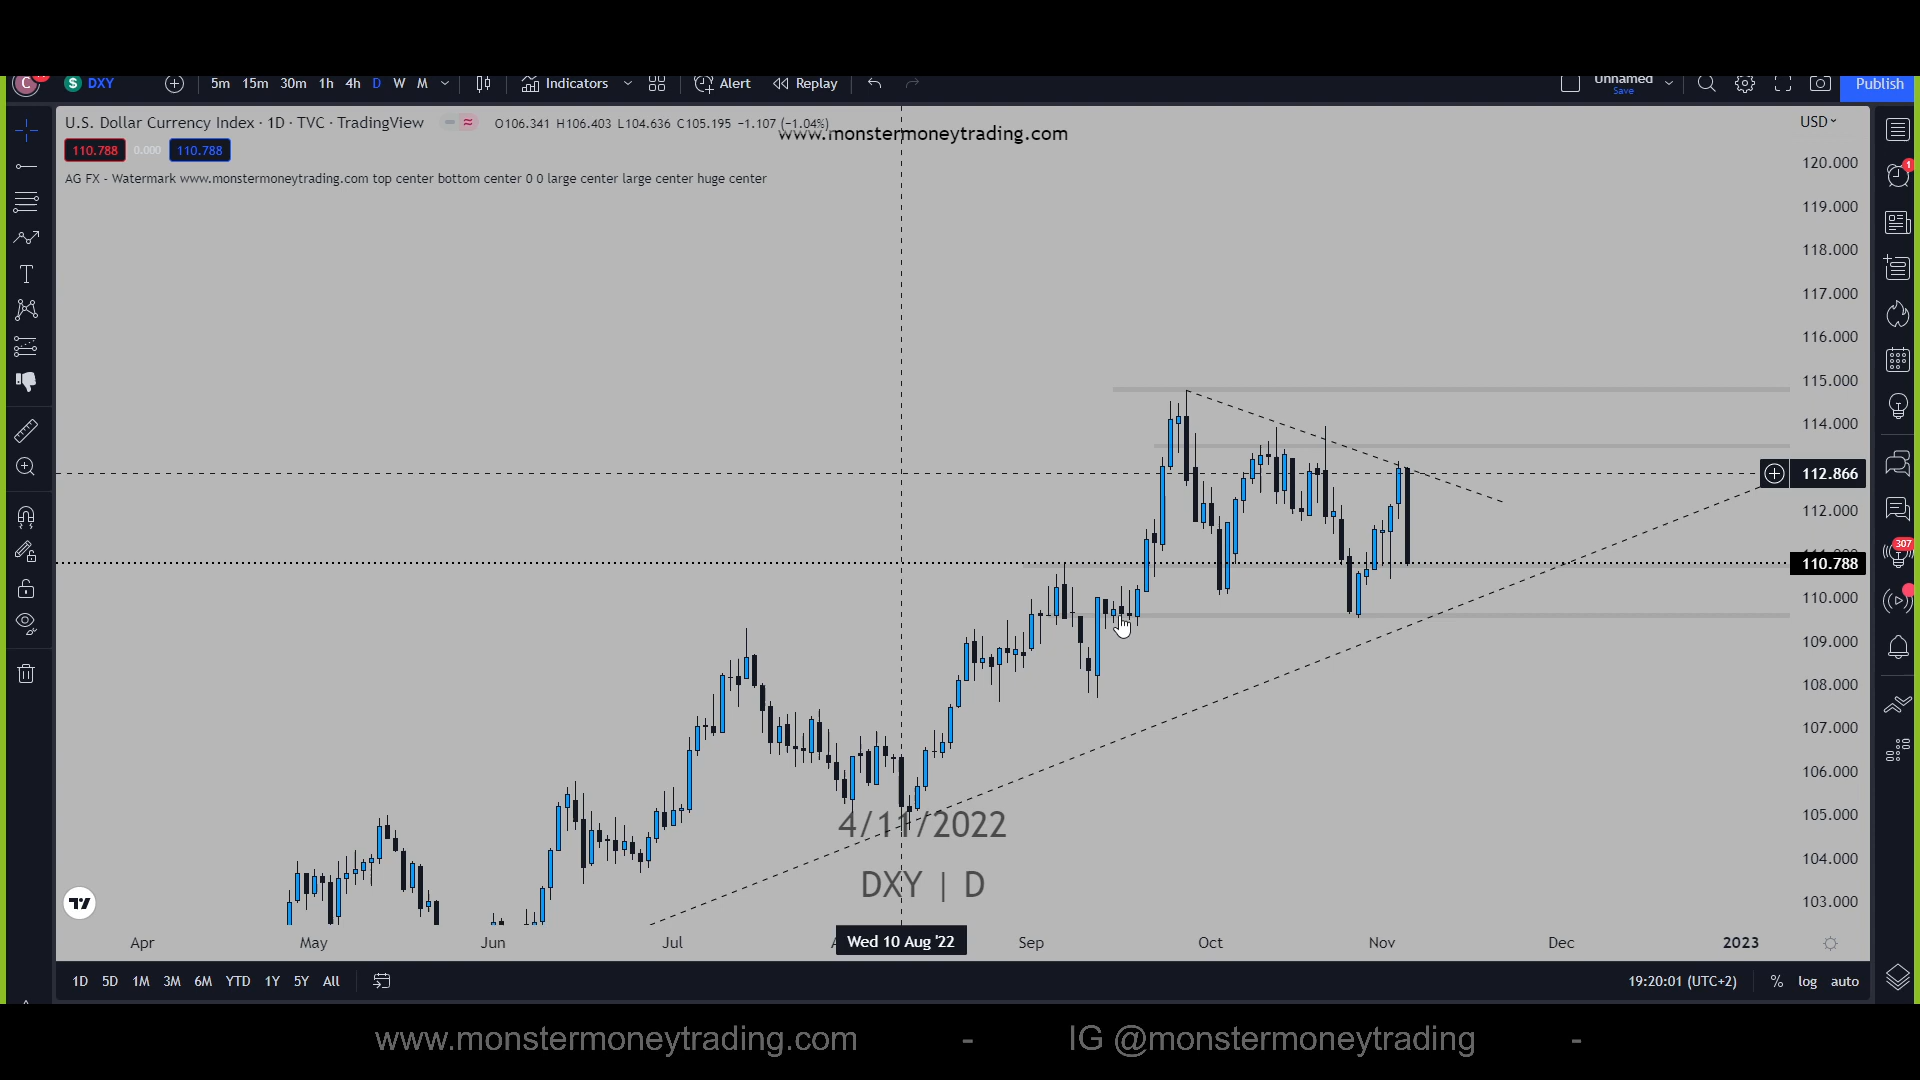 C
$ DXY 5m 15m 30m 1h 4h D W M Indicators Alert Replay Unnamed Save Publish
U.S. Dollar Currency Index · 1D · TVC · TradingView O106.341 H106.403 L104.636 C105.195 −1.107 (−1.04%)
www.monstermoneytrading.com
USD
110.788 0.000 110.788
AG FX - Watermark www.monstermoneytrading.com top center bottom center 0 0 large center large center huge center
120.000
119.000
118.000
117.000
116.000
115.000
114.000
112.866
112.000
110.788
110.000
109.000
108.000
107.000
106.000
105.000
104.000
103.000
1
307
4/11/2022
DXY | D
Apr May Jun Jul Wed 10 Aug '22 Sep Oct Nov Dec 2023
1D 5D 1M 3M 6M YTD 1Y 5Y All 19:20:01 (UTC+2) % log auto
www.monstermoneytrading.com - IG @monstermoneytrading -